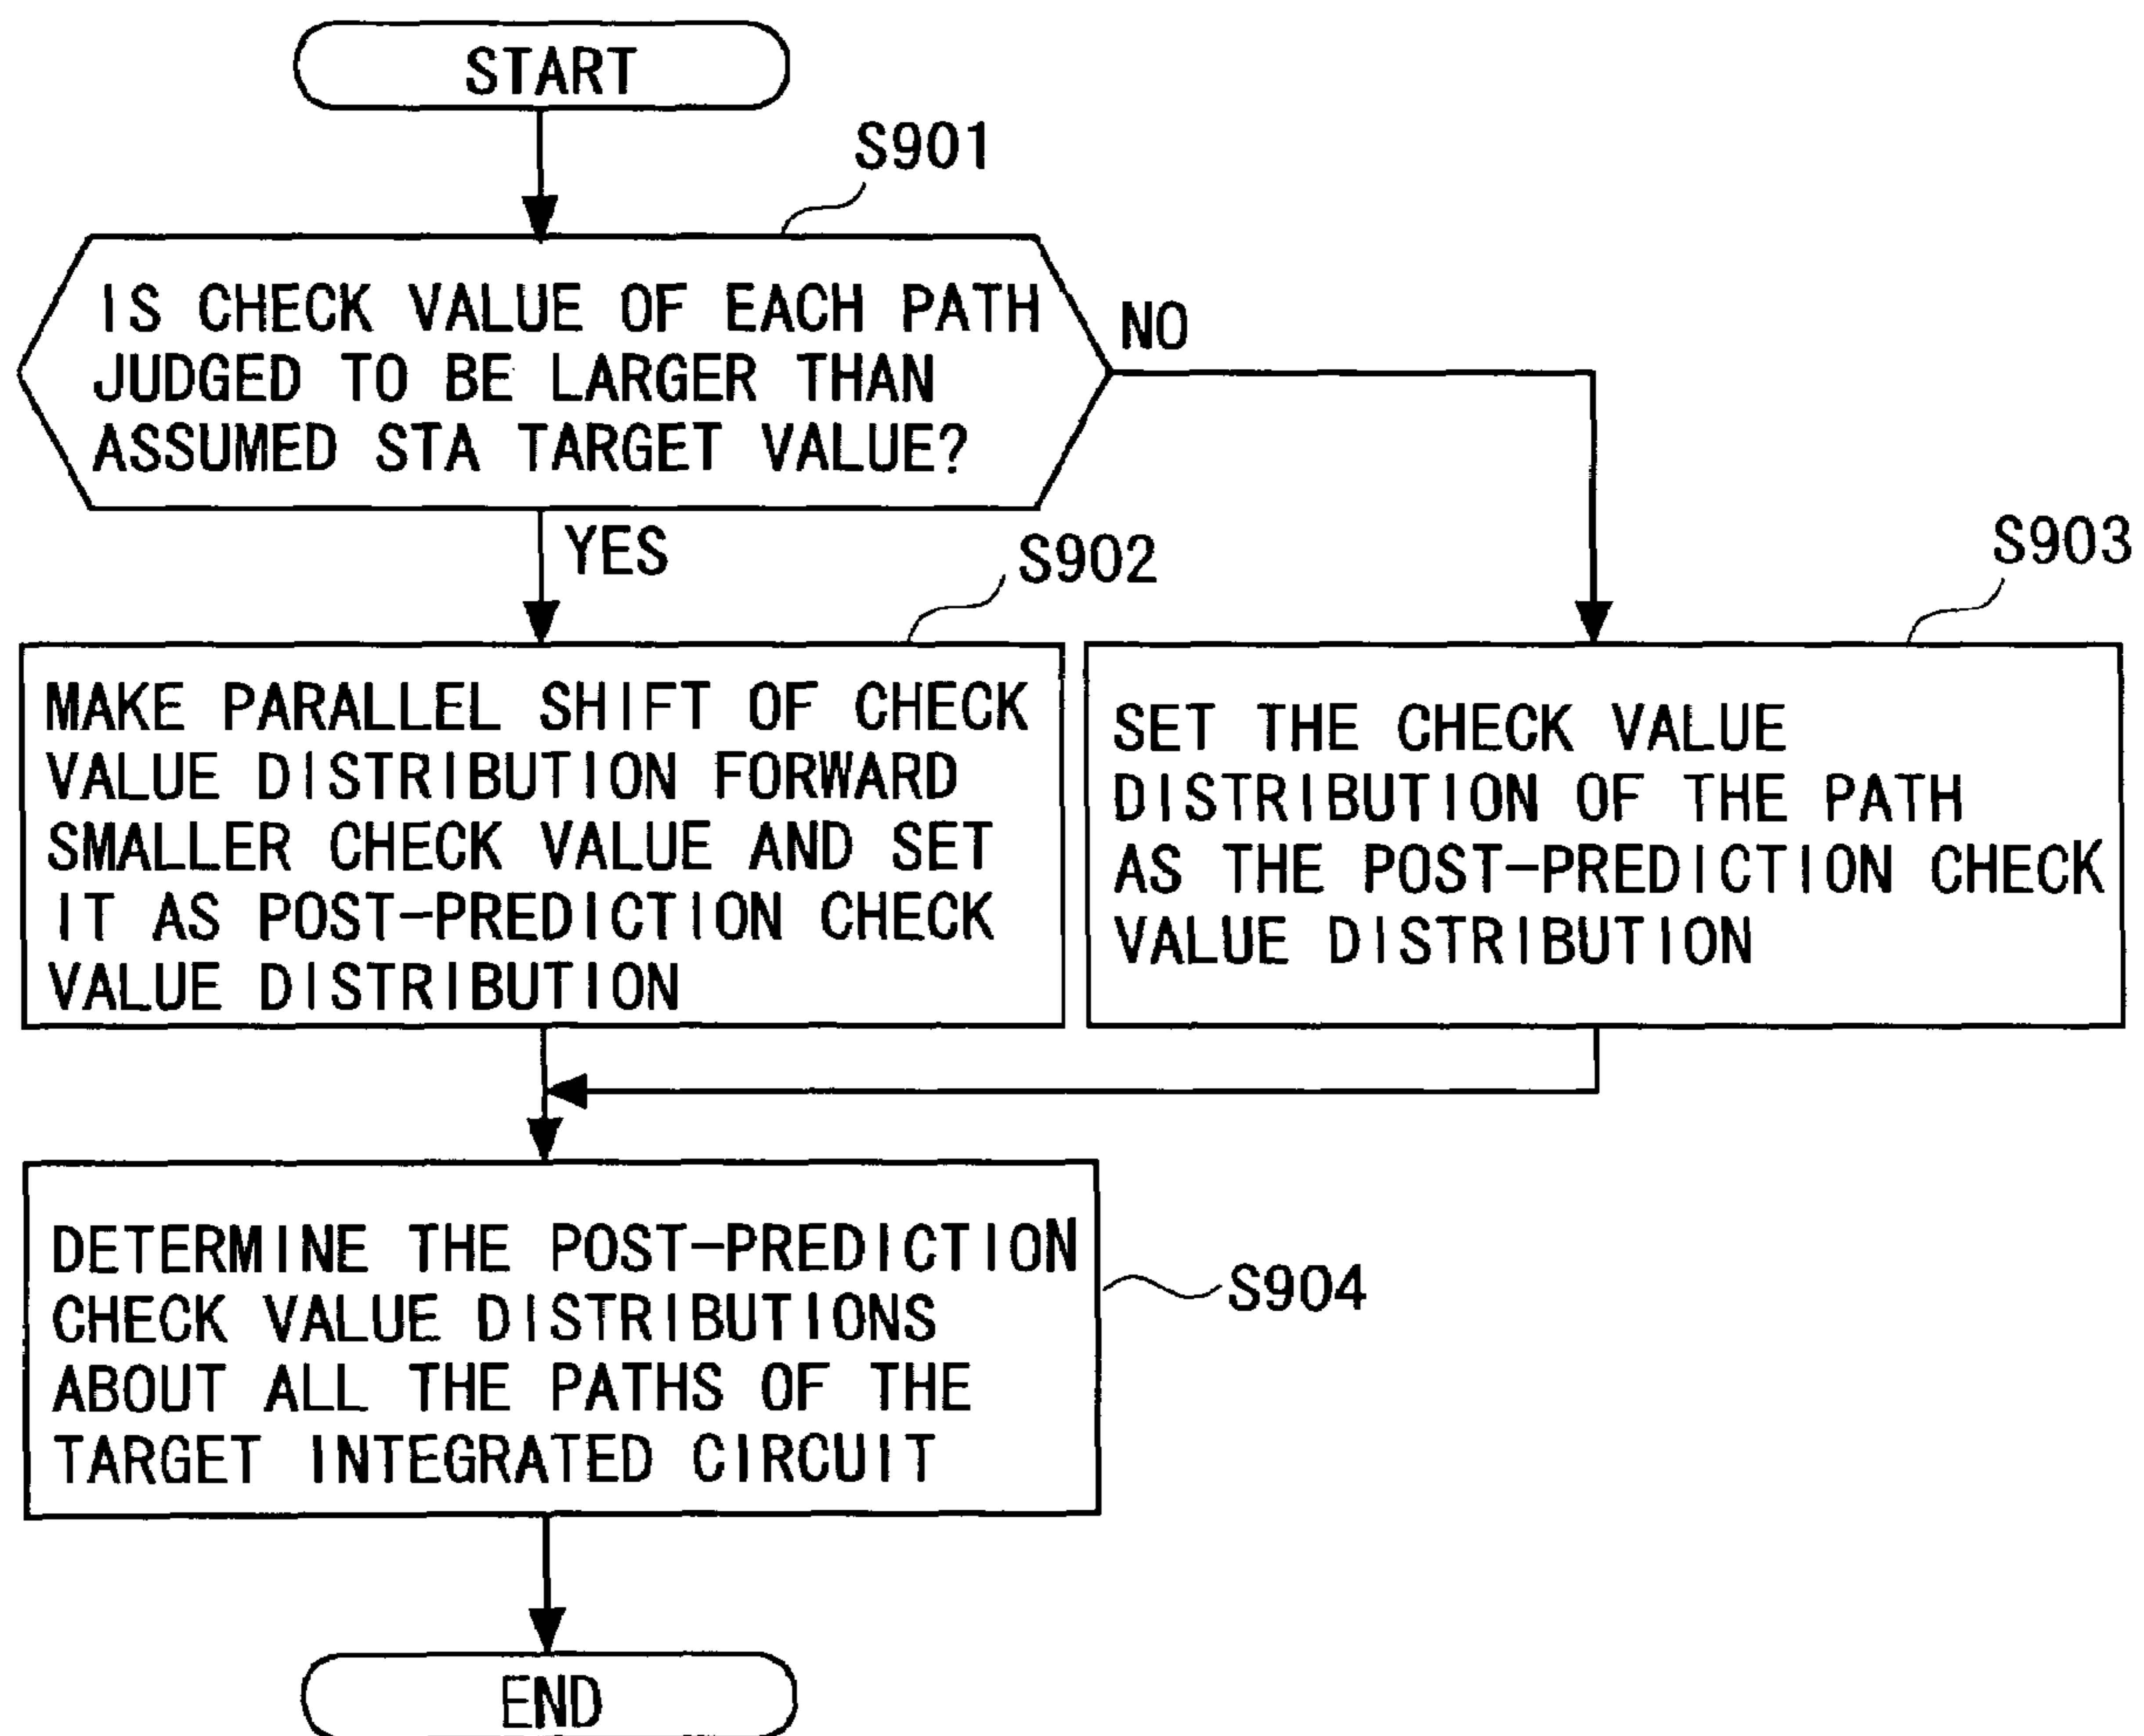 START
S901
IS CHECK VALUE OF EACH PATH
JUDGED TO BE LARGER THAN
ASSUMED STA TARGET VALUE?
NO
YES
S902
S903
MAKE PARALLEL SHIFT OF CHECK
VALUE DISTRIBUTION FORWARD
SMALLER CHECK VALUE AND SET
IT AS POST-PREDICTION CHECK
VALUE DISTRIBUTION
SET THE CHECK VALUE
DISTRIBUTION OF THE PATH
AS THE POST-PREDICTION CHECK
VALUE DISTRIBUTION
DETERMINE THE POST-PREDICTION
CHECK VALUE DISTRIBUTIONS
ABOUT ALL THE PATHS OF THE
TARGET INTEGRATED CIRCUIT
S904
END